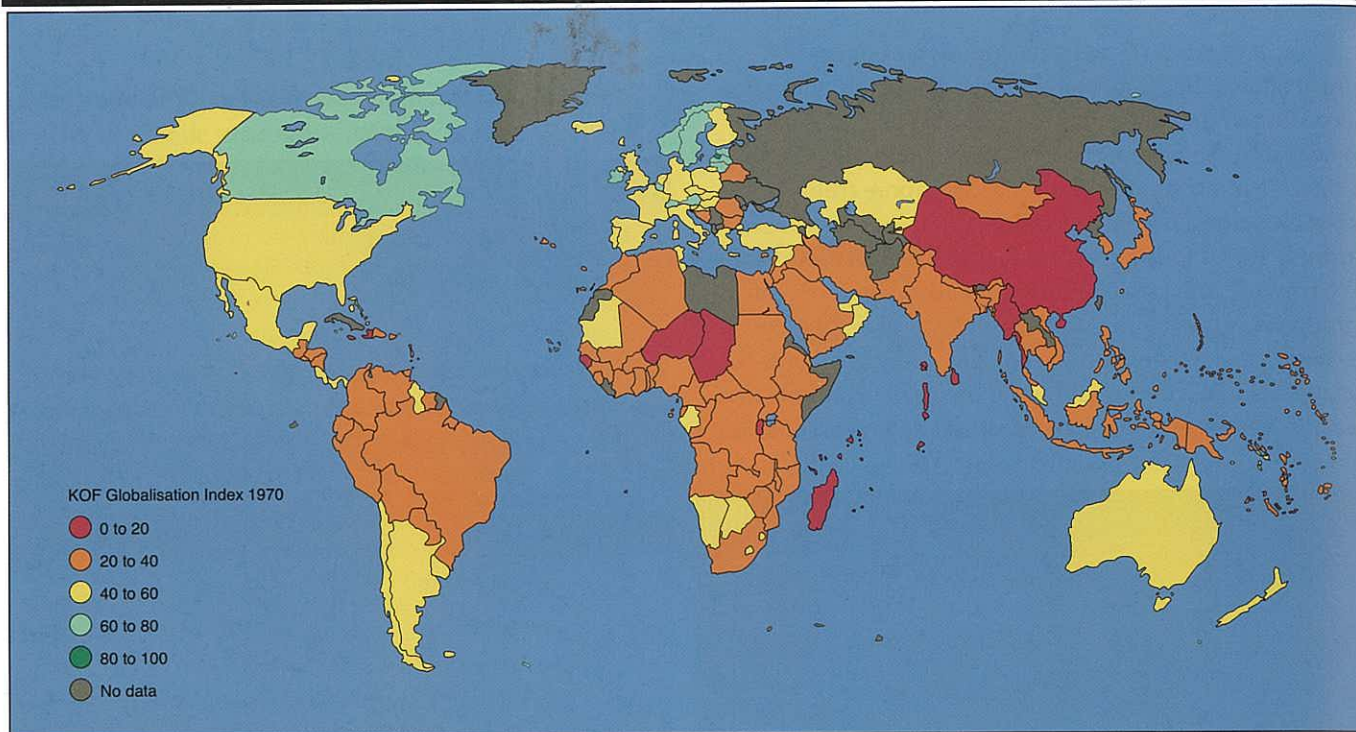 KOF Globalisation Index 1970
0 to 20
20 to 40
40 to 60
60 to 80
80 to 100
No data